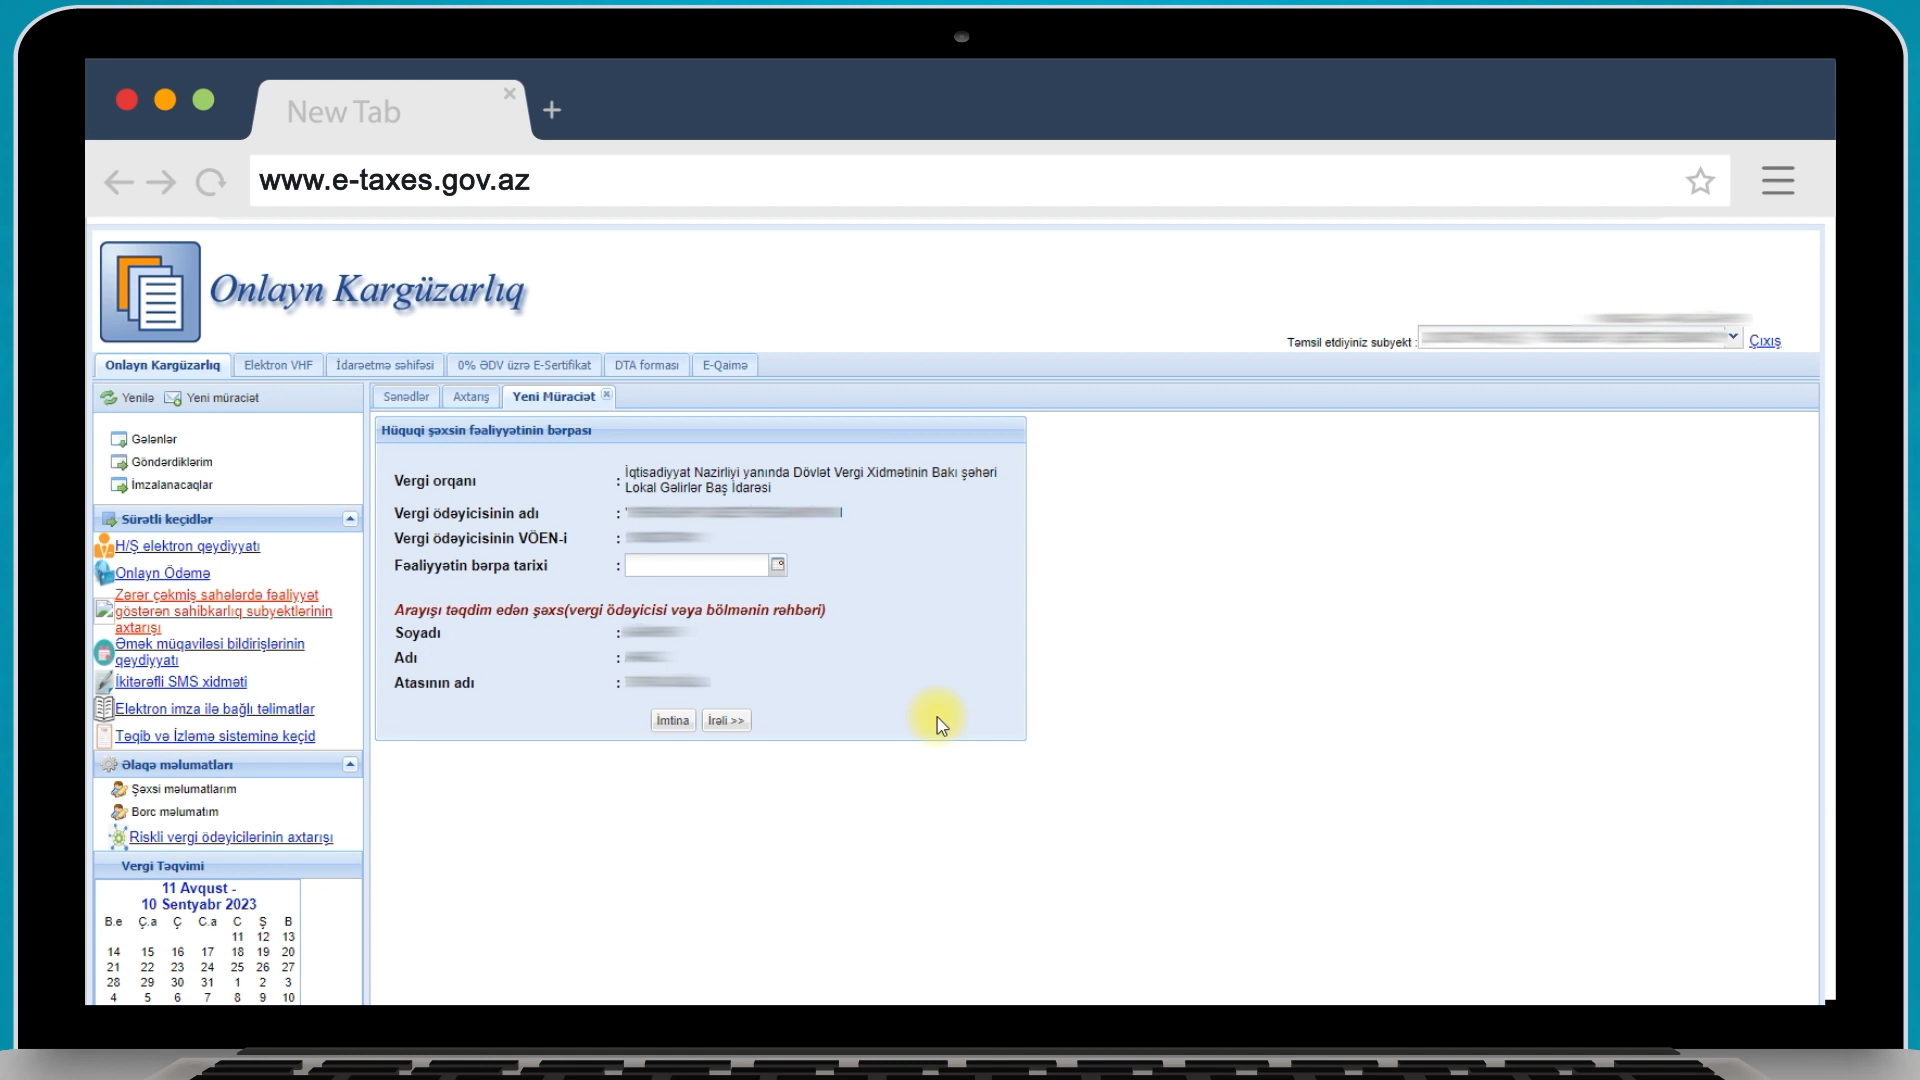 New Tab
www.e-taxes.gov.az
Onlayn Kargüzarlıq
Təmsil etdiyiniz subyekt :
Çıxış
Onlayn Kargüzarlıq
Elektron VHF
İdarəetmə səhifəsi
0% ƏDV üzrə E-Sertifikat
DTA forması
E-Qaimə
Yenilə
Yeni müraciət
Sənədlər
Axtarış
Yeni Müraciət
Gələnlər
Göndərdiklərim
İmzalanacaqlar
Sürətli keçidlər
H/Ş elektron qeydiyyatı
Onlayn Ödəmə
Zərər çəkmiş sahələrdə fəaliyyət
göstərən sahibkarlıq subyektlərinin
axtarışı
Əmək müqaviləsi bildirişlərinin
qeydiyyatı
İkitərəfli SMS xidməti
Elektron imza ilə bağlı təlimatlar
Təqib və İzləmə sisteminə keçid
Əlaqə məlumatları
Şəxsi məlumatlarım
Borc məlumatım
Riskli vergi ödəyicilərinin axtarışı
Vergi Təqvimi
11 Avqust -
10 Sentyabr 2023
B.e Ç.a Ç C.a C Ş B
11 12 13
14 15 16 17 18 19 20
21 22 23 24 25 26 27
28 29 30 31 1 2 3
4 5 6 7 8 9 10
Hüquqi şəxsin fəaliyyətinin bərpası
Vergi orqanı : İqtisadiyyat Nazirliyi yanında Dövlət Vergi Xidmətinin Bakı şəhəri
Lokal Gəlirlər Baş İdarəsi
Vergi ödəyicisinin adı :
Vergi ödəyicisinin VÖEN-i :
Fəaliyyətin bərpa tarixi :
Arayışı təqdim edən şəxs(vergi ödəyicisi vəya bölmənin rəhbəri)
Soyadı :
Adı :
Atasının adı :
İmtina
İrəli >>